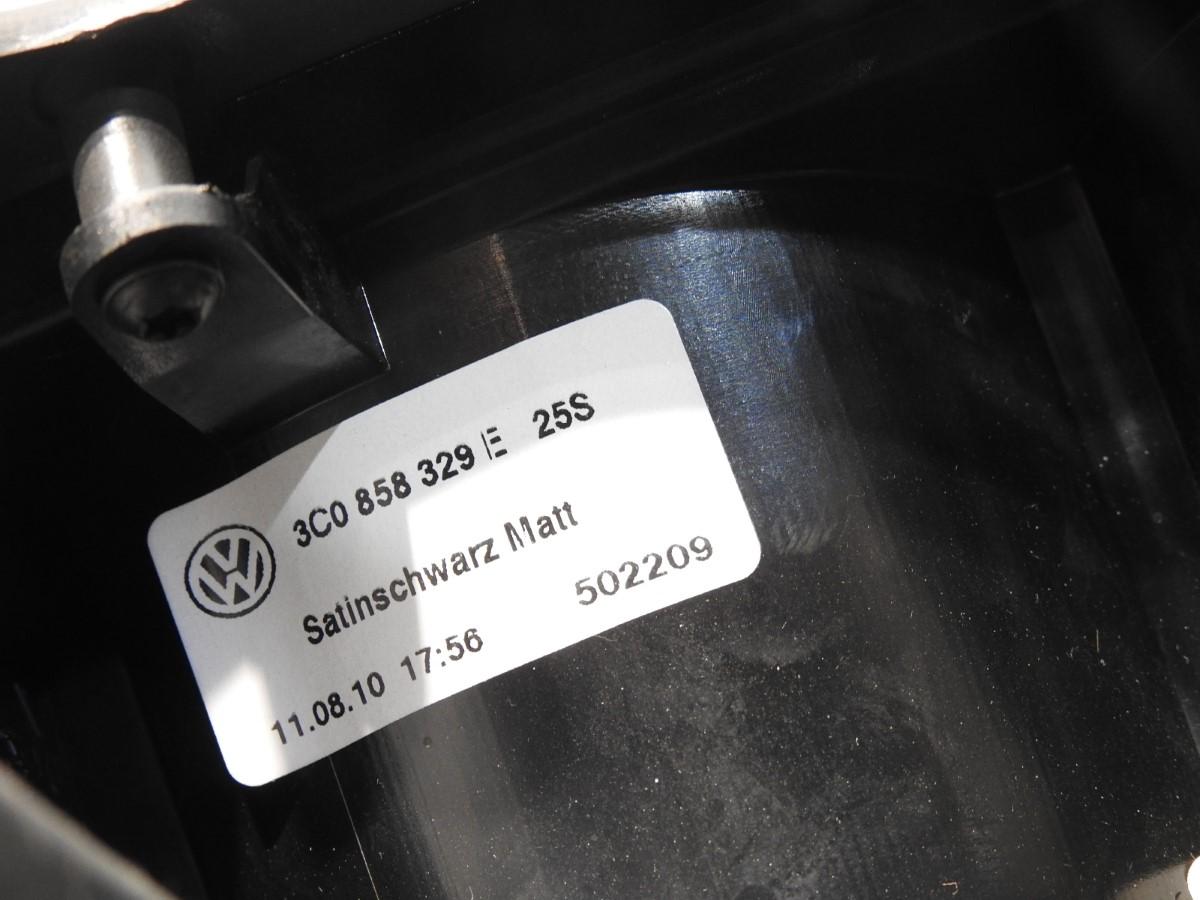 3C0 858 329 E 25S
Satinschwarz Matt
502209
11.08.10 17:56